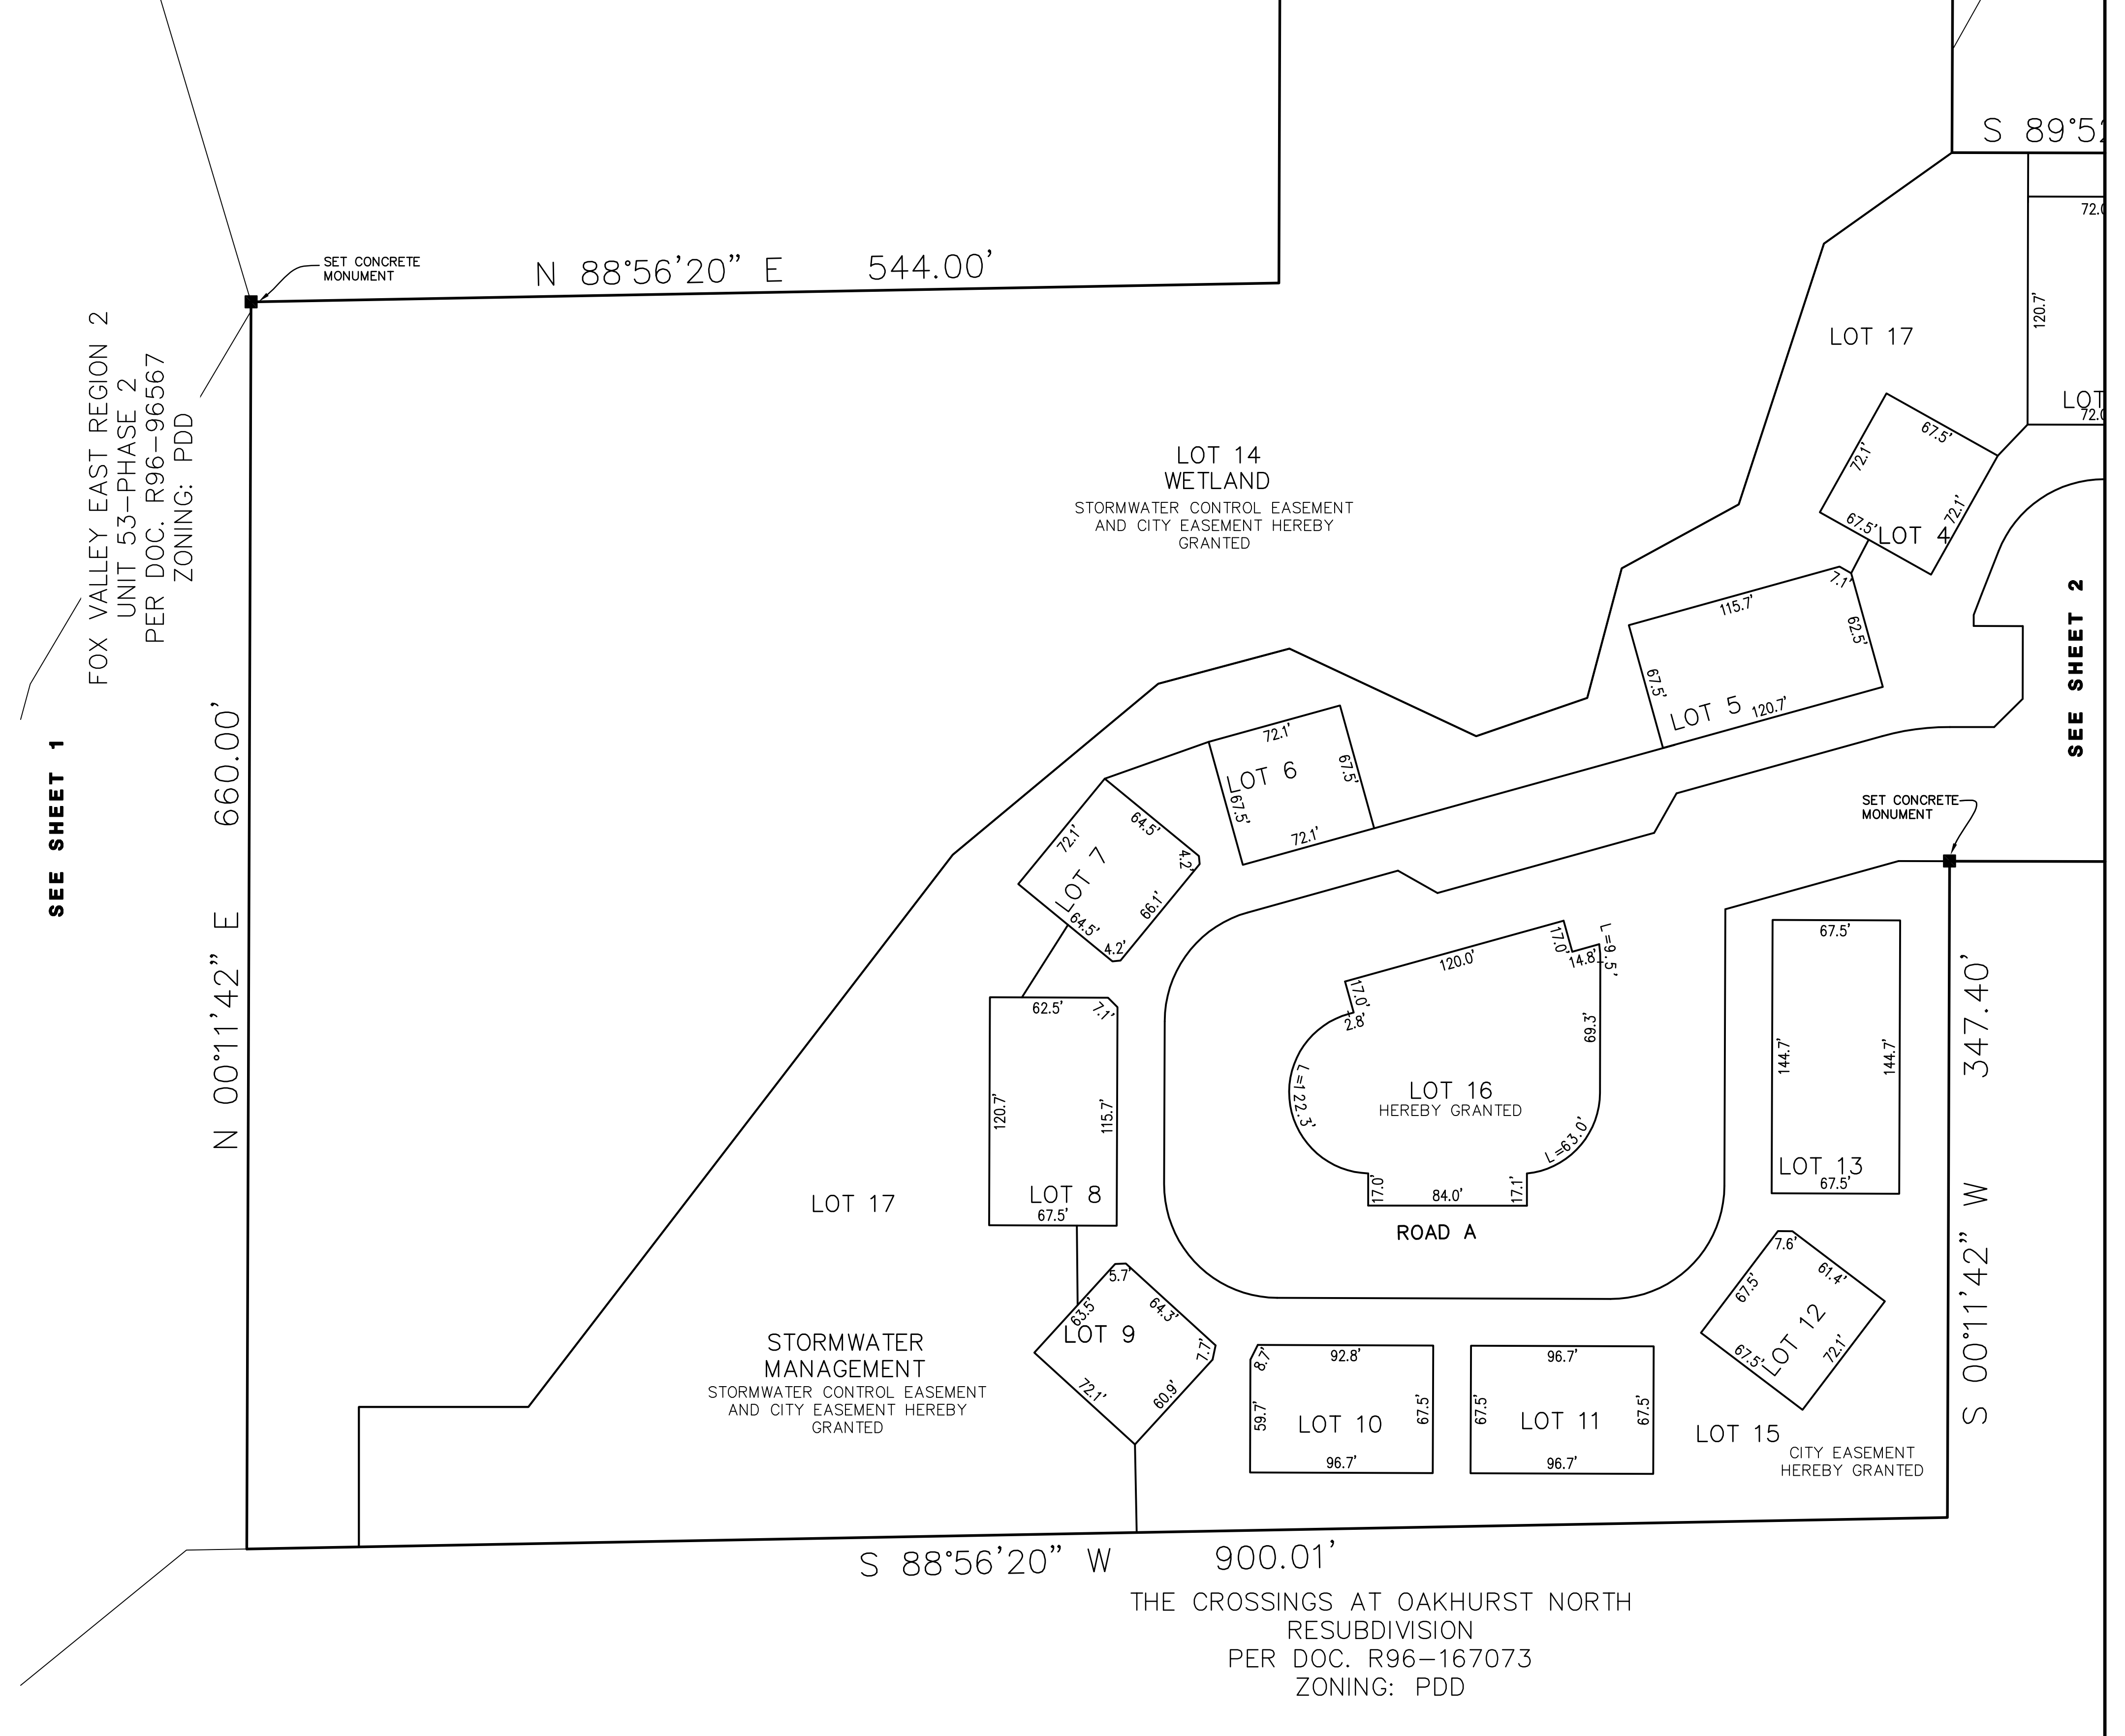 S 89°52
SET CONCRETE
MONUMENT
N 88°56'20" E 544.00'
72.0
120.7'
LOT 17
LOT
72.0
FOX VALLEY EAST REGION 2
UNIT 53-PHASE 2
PER DOC. R96-96567
ZONING: PDD
LOT 14
WETLAND
STORMWATER CONTROL EASEMENT
AND CITY EASEMENT HEREBY
GRANTED
67.5'
72.1'
72.1'
67.5'
LOT 4
7.1'
115.7'
62.5'
67.5'
LOT 5
120.7'
SEE SHEET 2
SEE SHEET 1
N 00°11'42" E 660.00'
72.1'
LOT 6
67.5'
67.5'
72.1'
64.5'
72.1'
4.2'
LOT 7
66.1'
64.5'
4.2'
SET CONCRETE
MONUMENT
67.5'
144.7'
144.7'
LOT 13
67.5'
S 00°11'42" W 347.40'
17.0'
L=9.5'
14.8'
120.0'
17.0'
2.8'
69.3'
L=122.3'
LOT 16
HEREBY GRANTED
L=63.0'
17.0'
84.0'
17.1'
ROAD A
62.5'
7.1'
120.7'
115.7'
LOT 8
67.5'
LOT 17
5.7'
63.5'
64.3'
LOT 9
7.7'
72.1'
60.9'
STORMWATER
MANAGEMENT
STORMWATER CONTROL EASEMENT
AND CITY EASEMENT HEREBY
GRANTED
8.7'
92.8'
59.7'
67.5'
LOT 10
96.7'
96.7'
67.5'
67.5'
LOT 11
96.7'
7.6'
67.5'
61.4'
LOT 12
67.5'
72.1'
LOT 15
CITY EASEMENT
HEREBY GRANTED
S 88°56'20" W 900.01'
THE CROSSINGS AT OAKHURST NORTH
RESUBDIVISION
PER DOC. R96-167073
ZONING: PDD